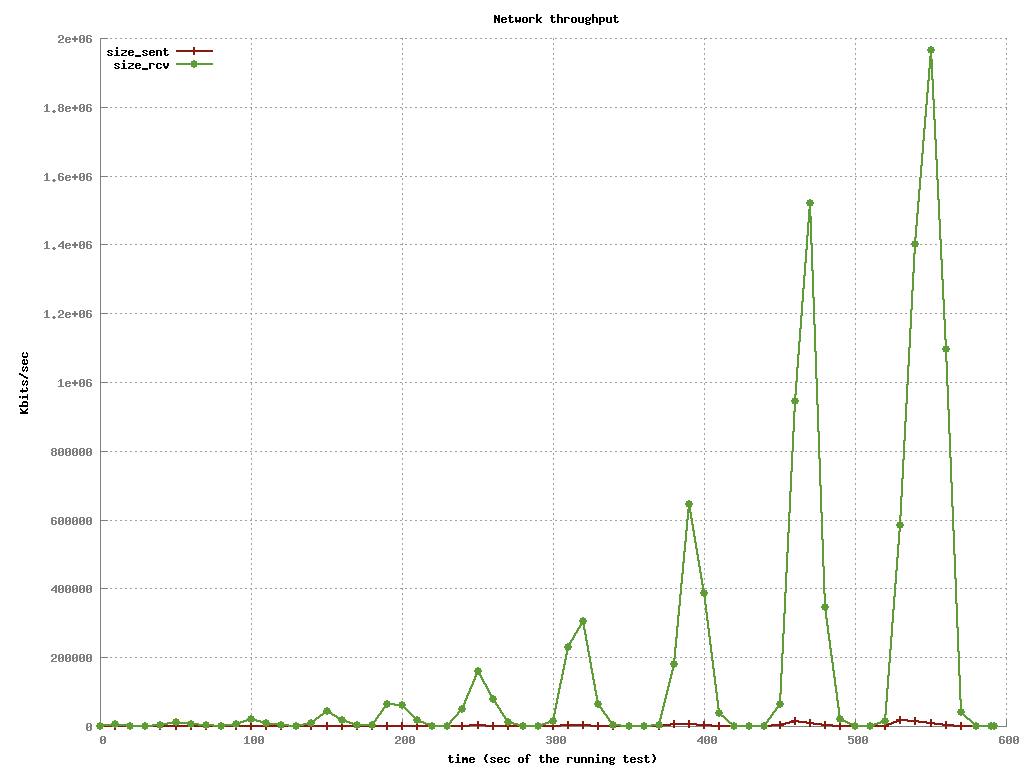 Network throughput
2e+06
size_sent
size_rcv
1.8e+06
1.6e+06
1.4e+06
1.2e+06
Kbits/sec
1e+06
800000
600000
400000
200000
0
0 100 200 300 400 500 600
time (sec of the running test)